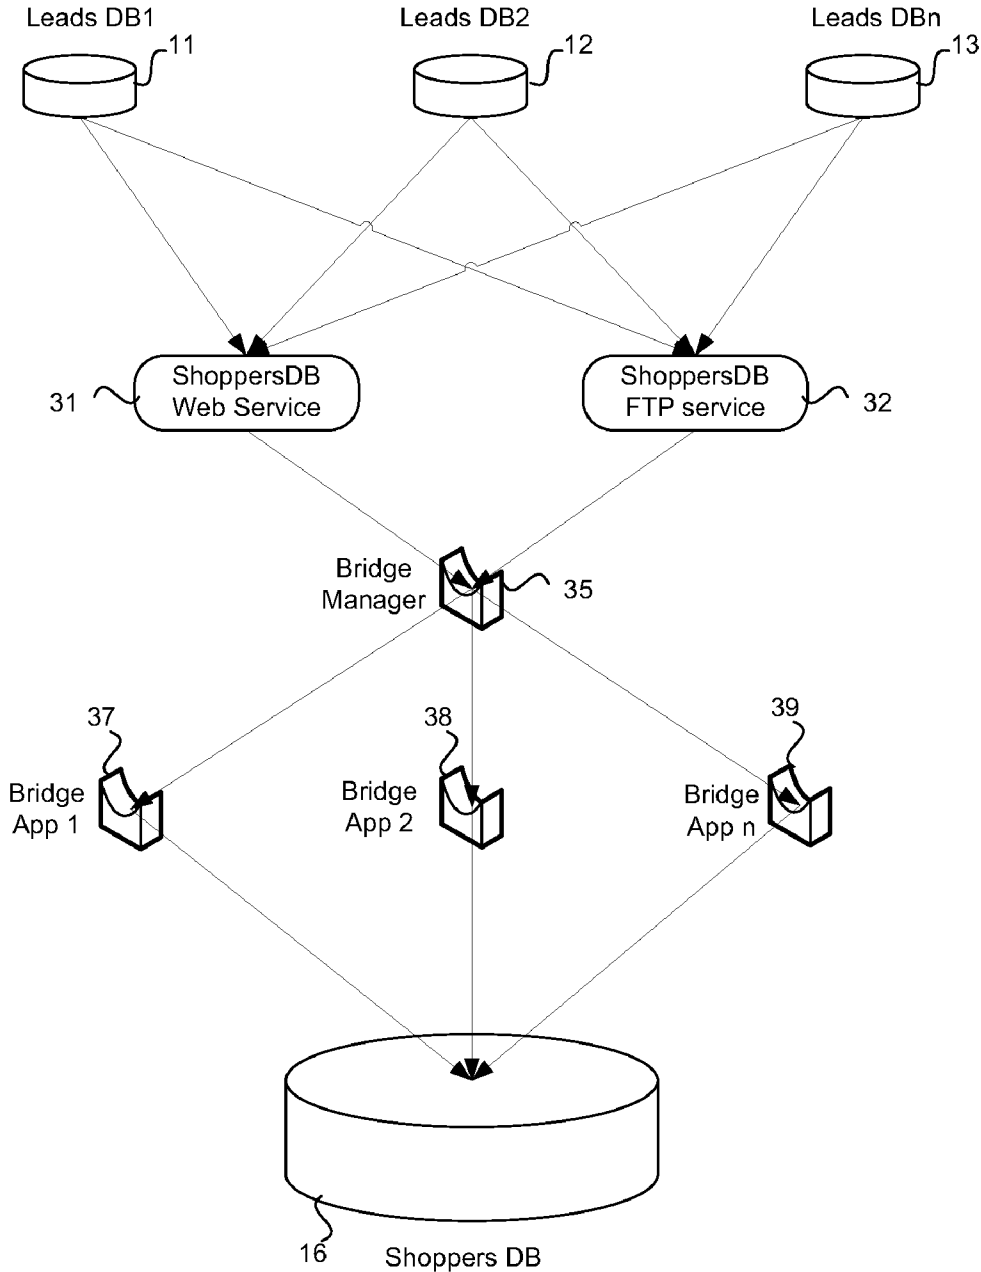 Leads DB1
Leads DB2
Leads DBn
11
12
13
ShoppersDB
Web Service
ShoppersDB
FTP service
31
32
Bridge
Manager
35
37
38
39
Bridge
App 1
Bridge
App 2
Bridge
App n
16
Shoppers DB